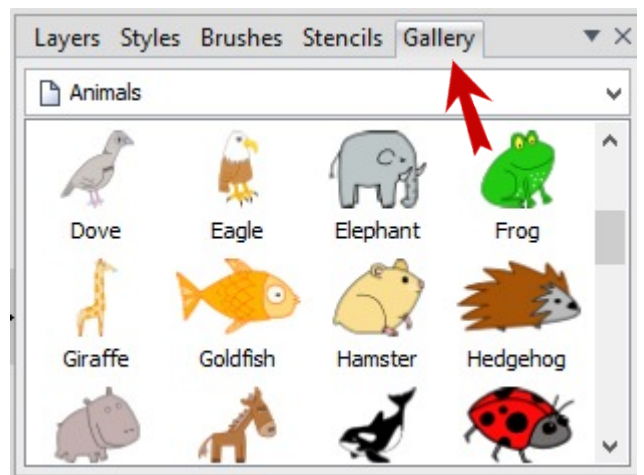 Layers Styles Brushes Stencils Gallery
Animals
Dove Eagle Elephant Frog
Giraffe Goldfish Hamster Hedgehog